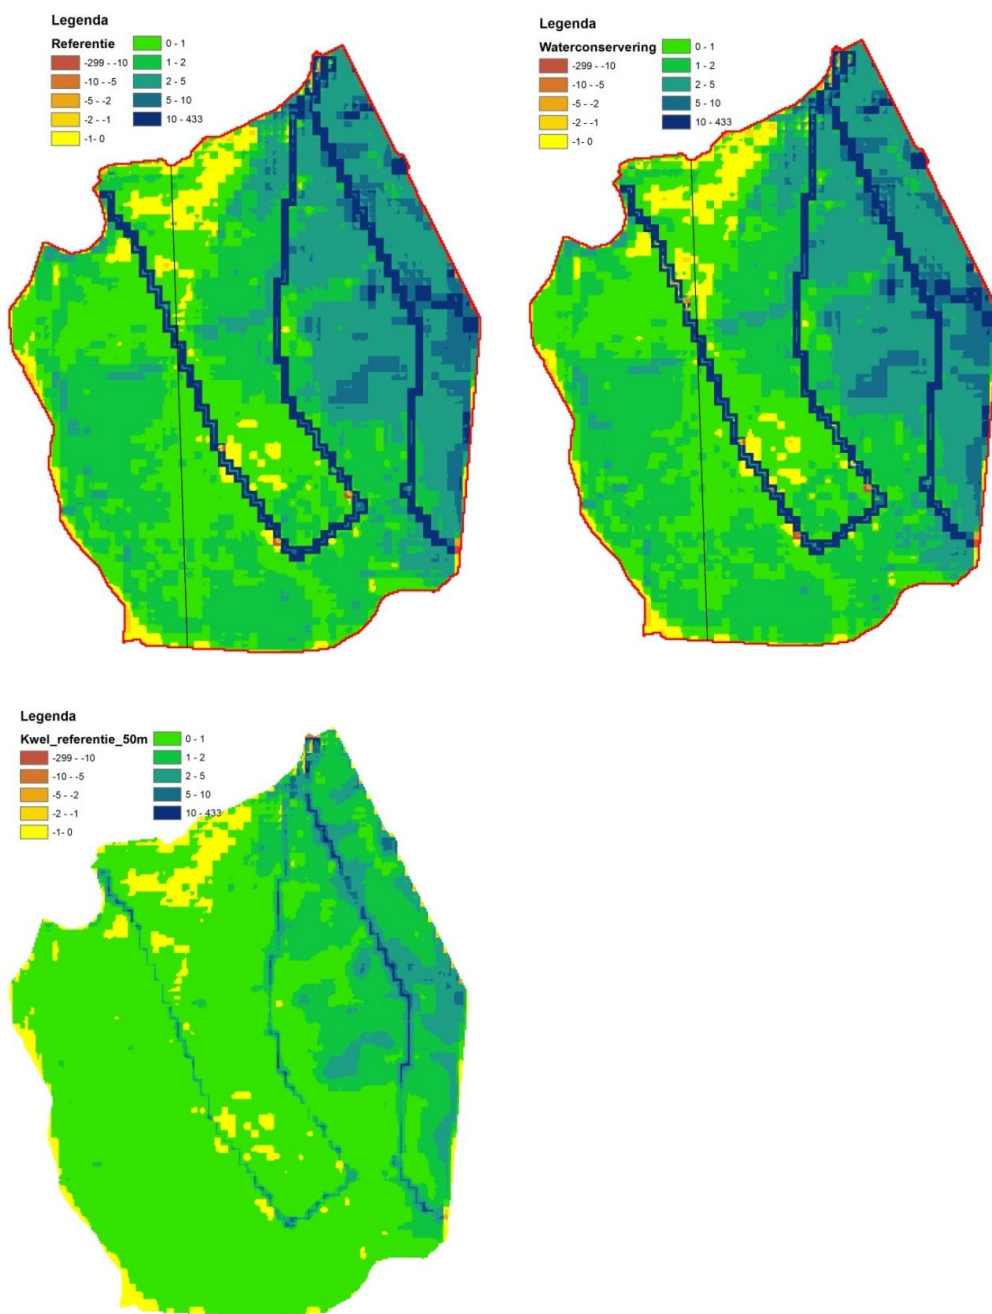 Legenda
Referentie
-299 - -10
-10 - -5
-5 - -2
-2 - -1
-1- 0
0 - 1
1 - 2
2 - 5
5 - 10
10 - 433
Legenda
Waterconservering
-299 - -10
-10 - -5
-5 - -2
-2 - -1
-1- 0
0 - 1
1 - 2
2 - 5
5 - 10
10 - 433
Legenda
Kwel_referentie_50m
-299 - -10
-10 - -5
-5 - -2
-2 - -1
-1- 0
0 - 1
1 - 2
2 - 5
5 - 10
10 - 433